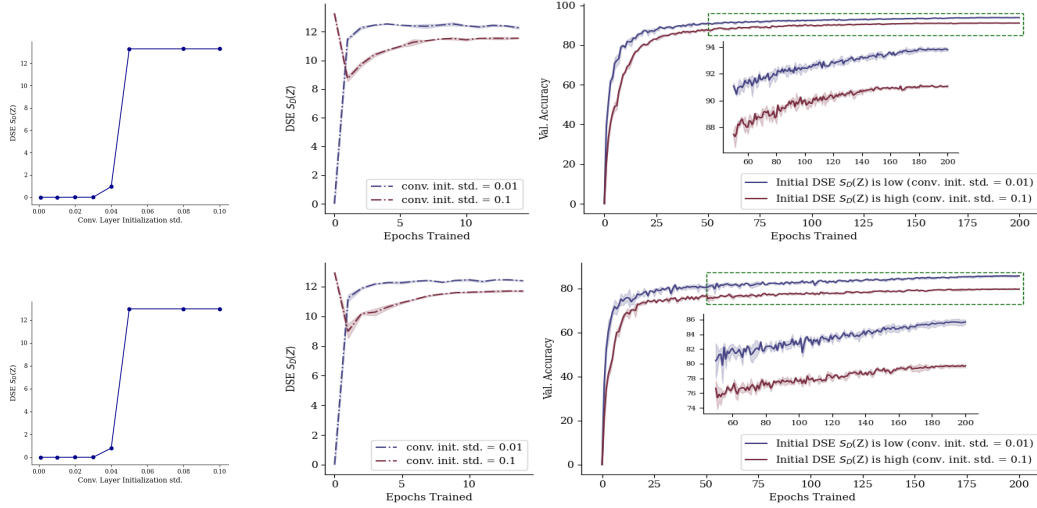 DSE S_D(Z)
12
10
8
6
4
2
0
0.00 0.02 0.04 0.06 0.08 0.10
Conv. Layer Initialization std.
DSE S_D(Z)
12
10
8
6
4
2
0
conv. init. std. = 0.01
conv. init. std. = 0.1
0 5 10
Epochs Trained
Val. Accuracy
100
80
60
40
20
0
94
92
90
88
60 80 100 120 140 160 180 200
Initial DSE S_D(Z) is low (conv. init. std. = 0.01)
Initial DSE S_D(Z) is high (conv. init. std. = 0.1)
0 25 50 75 100 125 150 175 200
Epochs Trained
DSE S_D(Z)
12
10
8
6
4
2
0
0.00 0.02 0.04 0.06 0.08 0.10
Conv. Layer Initialization std.
DSE S_D(Z)
12
10
8
6
4
2
0
conv. init. std. = 0.01
conv. init. std. = 0.1
0 5 10
Epochs Trained
Val. Accuracy
80
60
40
20
0
86
84
82
80
78
76
74
60 80 100 120 140 160 180 200
Initial DSE S_D(Z) is low (conv. init. std. = 0.01)
Initial DSE S_D(Z) is high (conv. init. std. = 0.1)
0 25 50 75 100 125 150 175 200
Epochs Trained